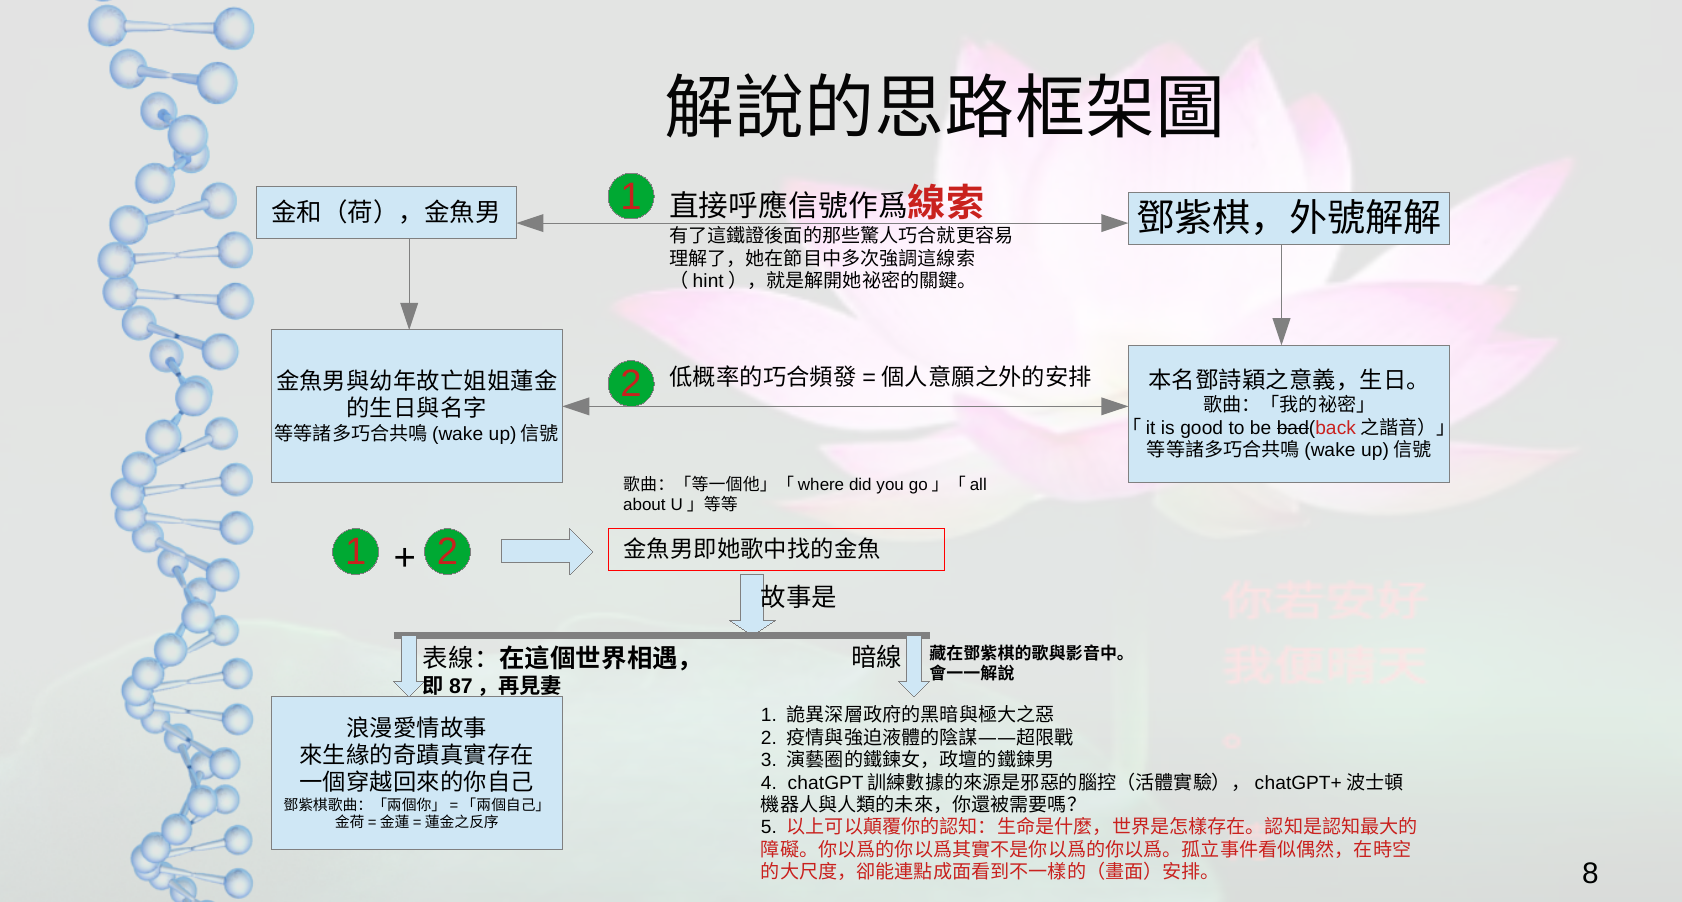 解說的思路框架圖
金和（荷），金魚男
1
直接呼應信號作爲線索
有了這鐵證後面的那些驚人巧合就更容易
理解了，她在節目中多次強調這線索
（ hint ），就是解開她祕密的關鍵。
鄧紫棋，外號解解
金魚男與幼年故亡姐姐蓮金
的生日與名字
等等諸多巧合共鳴 (wake up) 信號
2
低概率的巧合頻發 = 個人意願之外的安排
本名鄧詩穎之意義，生日。
歌曲：「我的祕密」
「 it is good to be bad(back 之諧音）」
等等諸多巧合共鳴 (wake up) 信號
歌曲：「等一個他」「 where did you go 」「 all
about U 」等等
1 + 2
金魚男即她歌中找的金魚
故事是
你若安好
我便晴天
。
表線：在這個世界相遇，
即 87 ，再見妻
暗線
藏在鄧紫棋的歌與影音中。
會一一解說
浪漫愛情故事
來生緣的奇蹟真實存在
一個穿越回來的你自己
鄧紫棋歌曲：「兩個你」 = 「兩個自己」
金荷 = 金蓮 = 蓮金之反序
1. 詭異深層政府的黑暗與極大之惡
2. 疫情與強迫液體的陰謀——超限戰
3. 演藝圈的鐵鍊女，政壇的鐵鍊男
4. chatGPT 訓練數據的來源是邪惡的腦控（活體實驗）， chatGPT+ 波士頓
機器人與人類的未來，你還被需要嗎？
5. 以上可以顛覆你的認知：生命是什麼，世界是怎樣存在。認知是認知最大的
障礙。你以爲的你以爲其實不是你以爲的你以爲。孤立事件看似偶然，在時空
的大尺度，卻能連點成面看到不一樣的（畫面）安排。
8